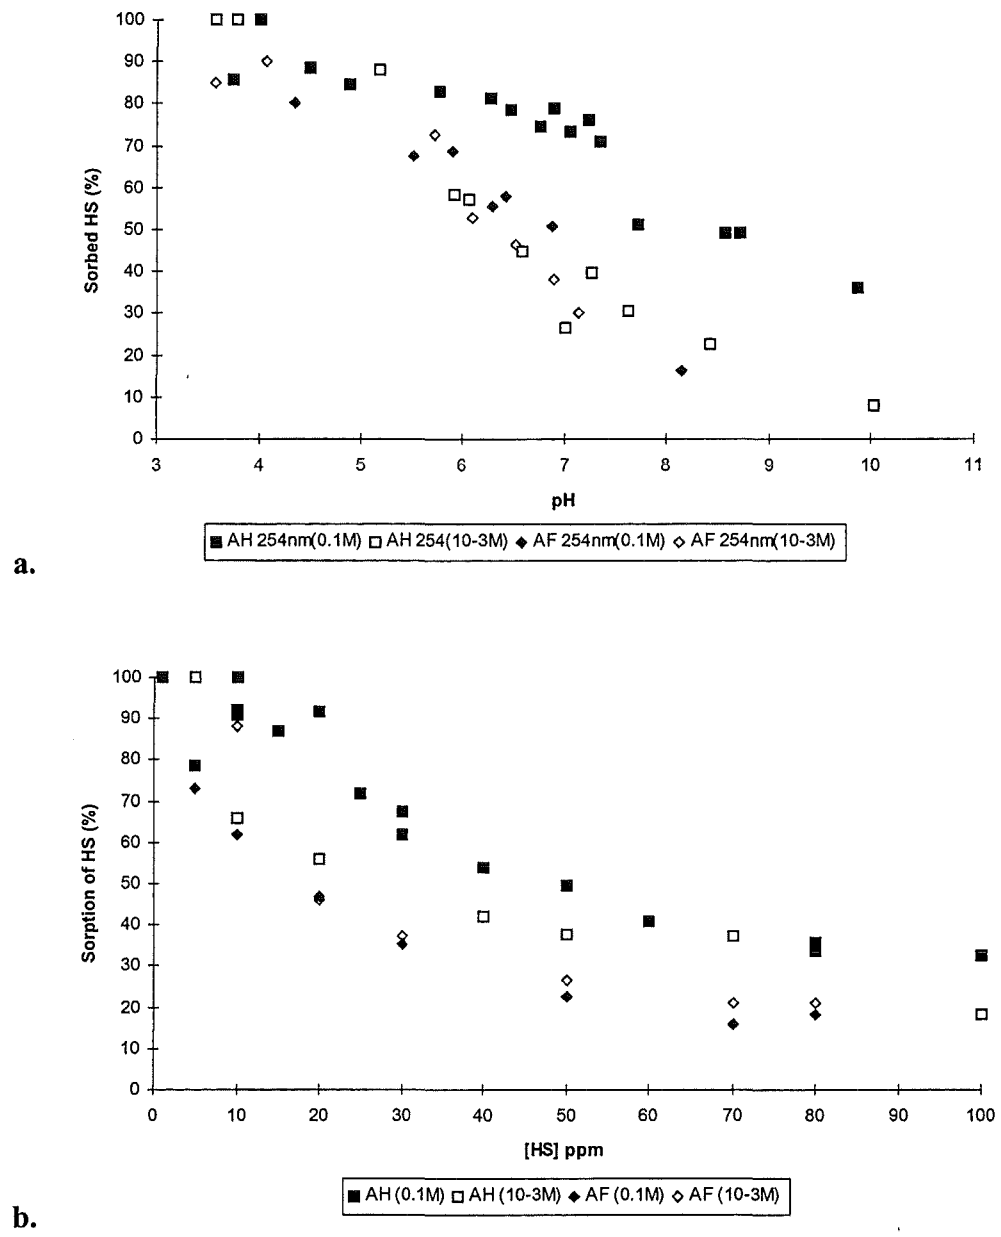 100
90
80
70
60
50
40
30
20
10
0
Sorbed HS (%)
3 4 5 6 7 8 9 10 11
pH
AH 254nm(0.1M) AH 254(10-3M) AF 254nm(0.1M) AF 254nm(10-3M)
a.
100
90
80
70
60
50
40
30
20
10
0
Sorption of HS (%)
0 10 20 30 40 50 60 70 80 90 100
[HS] ppm
AH (0.1M) AH (10-3M) AF (0.1M) AF (10-3M)
b.